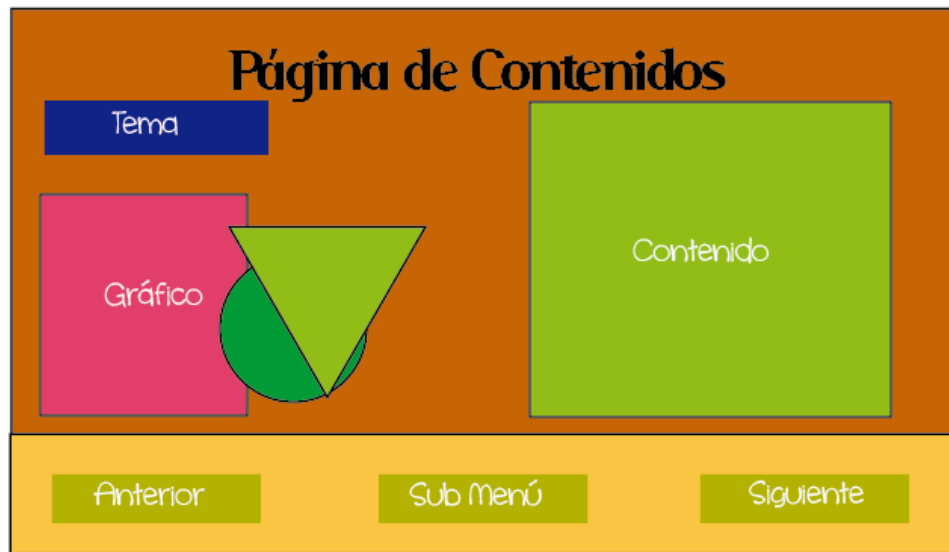 Página de Contenidos
Tema
Gráfico
Contenido
Anterior
Sub Menú
Siguiente